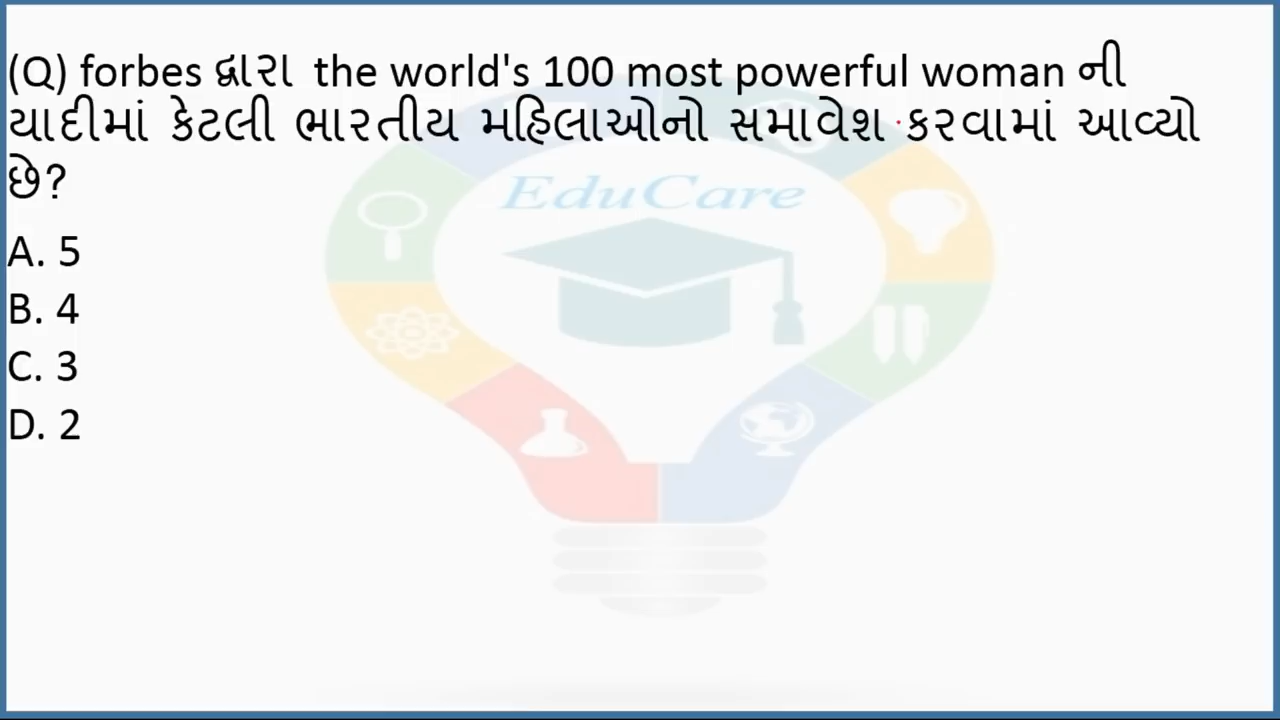 (Q) forbes દ્વારા the world's 100 most powerful woman ની
યાદીમાં કેટલી ભારતીય મહિલાઓનો સમાવેશ કરવામાં આવ્યો
છે?
EduCare
A. 5
B. 4
C. 3
D. 2